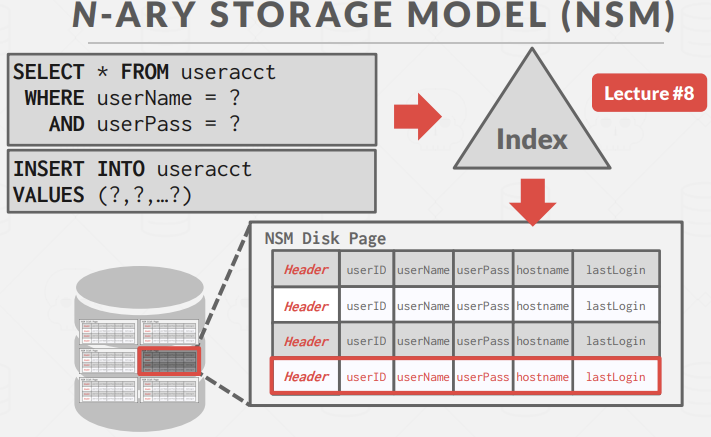 N-ARY STORAGE MODEL (NSM)
SELECT * FROM useracct
WHERE userName = ?
AND userPass = ?
INSERT INTO useracct
VALUES (?,?,…?)
Index
Lecture #8
NSM Disk Page
Header userID userName userPass hostname lastLogin
Header userID userName userPass hostname lastLogin
Header userID userName userPass hostname lastLogin
Header userID userName userPass hostname lastLogin